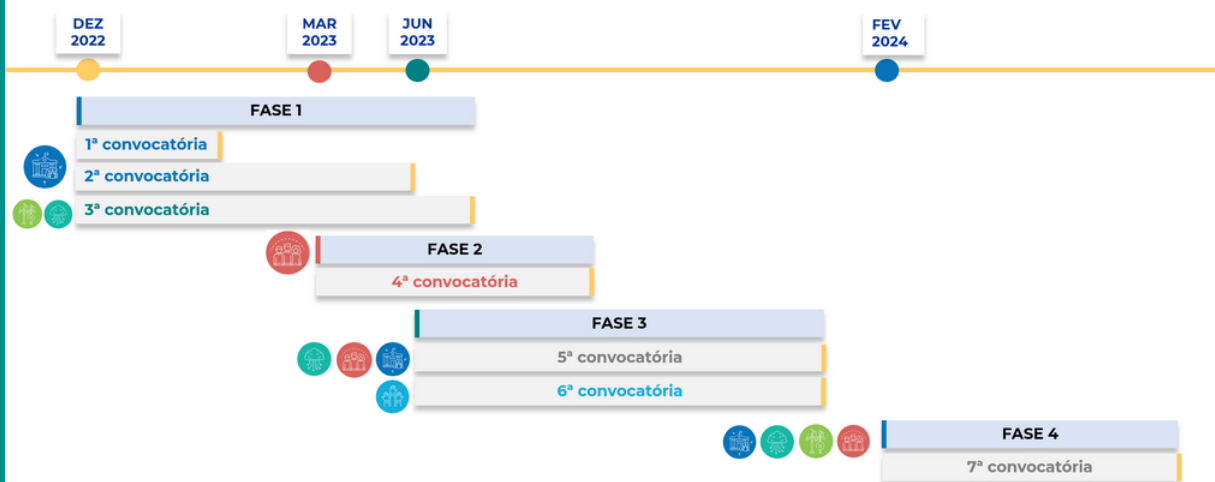 DEZ
2022
MAR
2023
JUN
2023
FEV
2024
FASE 1
1ª convocatória
2ª convocatória
3ª convocatória
FASE 2
4ª convocatória
FASE 3
5ª convocatória
6ª convocatória
FASE 4
7ª convocatória